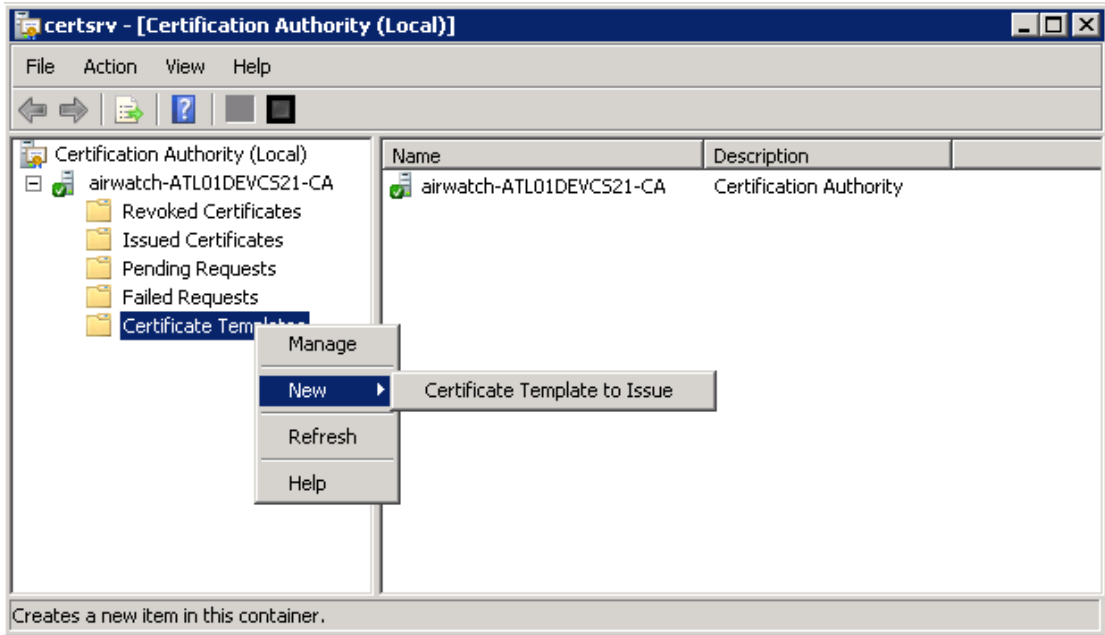 certsrv - [Certification Authority (Local)]
File Action View Help
Certification Authority (Local)
airwatch-ATL01DEVCS21-CA
Revoked Certificates
Issued Certificates
Pending Requests
Failed Requests
Certificate Templates
Name Description
airwatch-ATL01DEVCS21-CA Certification Authority
Manage
New
Certificate Template to Issue
Refresh
Help
Creates a new item in this container.